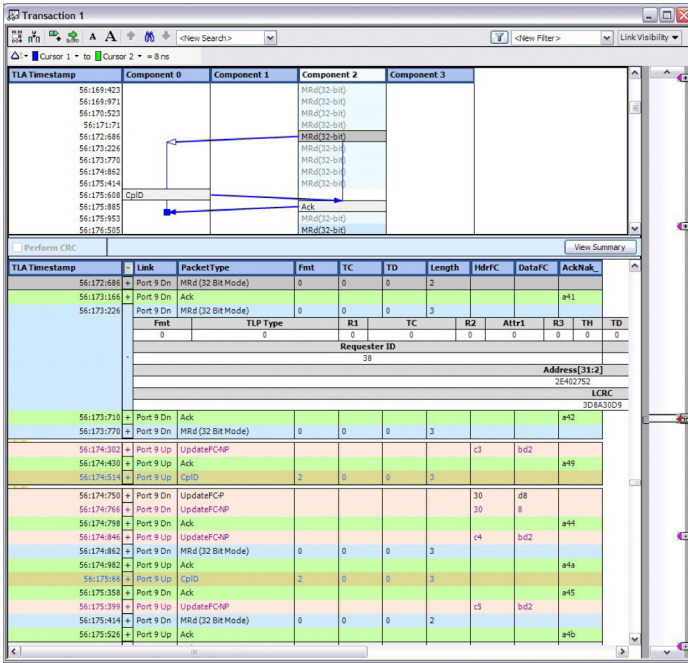 Transaction 1
A A <New Search> <New Filter> Link Visibility
Cursor 1 to Cursor 2 = 8 ns
TLA Timestamp Component 0 Component 1 Component 2 Component 3
56:169:423 MRd(32-bit)
56:169:971 MRd(32-bit)
56:170:523 MRd(32-bit)
56:171:71 MRd(32-bit)
56:172:686 MRd(32-bit)
56:173:226 MRd(32-bit)
56:173:770 MRd(32-bit)
56:174:862 MRd(32-bit)
56:175:414 MRd(32-bit)
56:175:608 CplD
56:175:885 Ack
56:175:953 MRd(32-bit)
56:176:505 MRd(32-bit)
Perform CRC View Summary
TLA Timestamp - Link PacketType Fmt TC TD Length HdrFC DataFC AckNak_
56:172:686 + Port 9 Dn MRd (32 Bit Mode) 0 0 0 2
56:173:166 + Port 9 Dn Ack a41
56:173:226 Port 9 Dn MRd (32 Bit Mode) 0 0 0 3
Fmt TLP Type R1 TC R2 Attr1 R3 TH TD
0 0 0 0 0 0 0 0 0
Requester ID
- 38
Address[31:2]
2E402752
LCRC
3D8A30D9
56:173:710 + Port 9 Dn Ack a42
56:173:770 + Port 9 Dn MRd (32 Bit Mode) 0 0 0 3
56:174:302 + Port 9 Up UpdateFC-NP c3 bd2
56:174:430 + Port 9 Up Ack a49
56:174:514 + Port 9 Up CplD 2 0 0 3
56:174:750 + Port 9 Dn UpdateFC-P 30 d8
56:174:766 + Port 9 Dn UpdateFC-NP 30 8
56:174:798 + Port 9 Dn Ack a44
56:174:846 + Port 9 Up UpdateFC-NP c4 bd2
56:174:862 + Port 9 Dn MRd (32 Bit Mode) 0 0 0 3
56:174:982 + Port 9 Up Ack a4a
56:175:66 + Port 9 Up CplD 2 0 0 3
56:175:358 + Port 9 Dn Ack a45
56:175:399 + Port 9 Up UpdateFC-NP c5 bd2
56:175:414 + Port 9 Dn MRd (32 Bit Mode) 0 0 0 2
56:175:526 + Port 9 Up Ack a4b